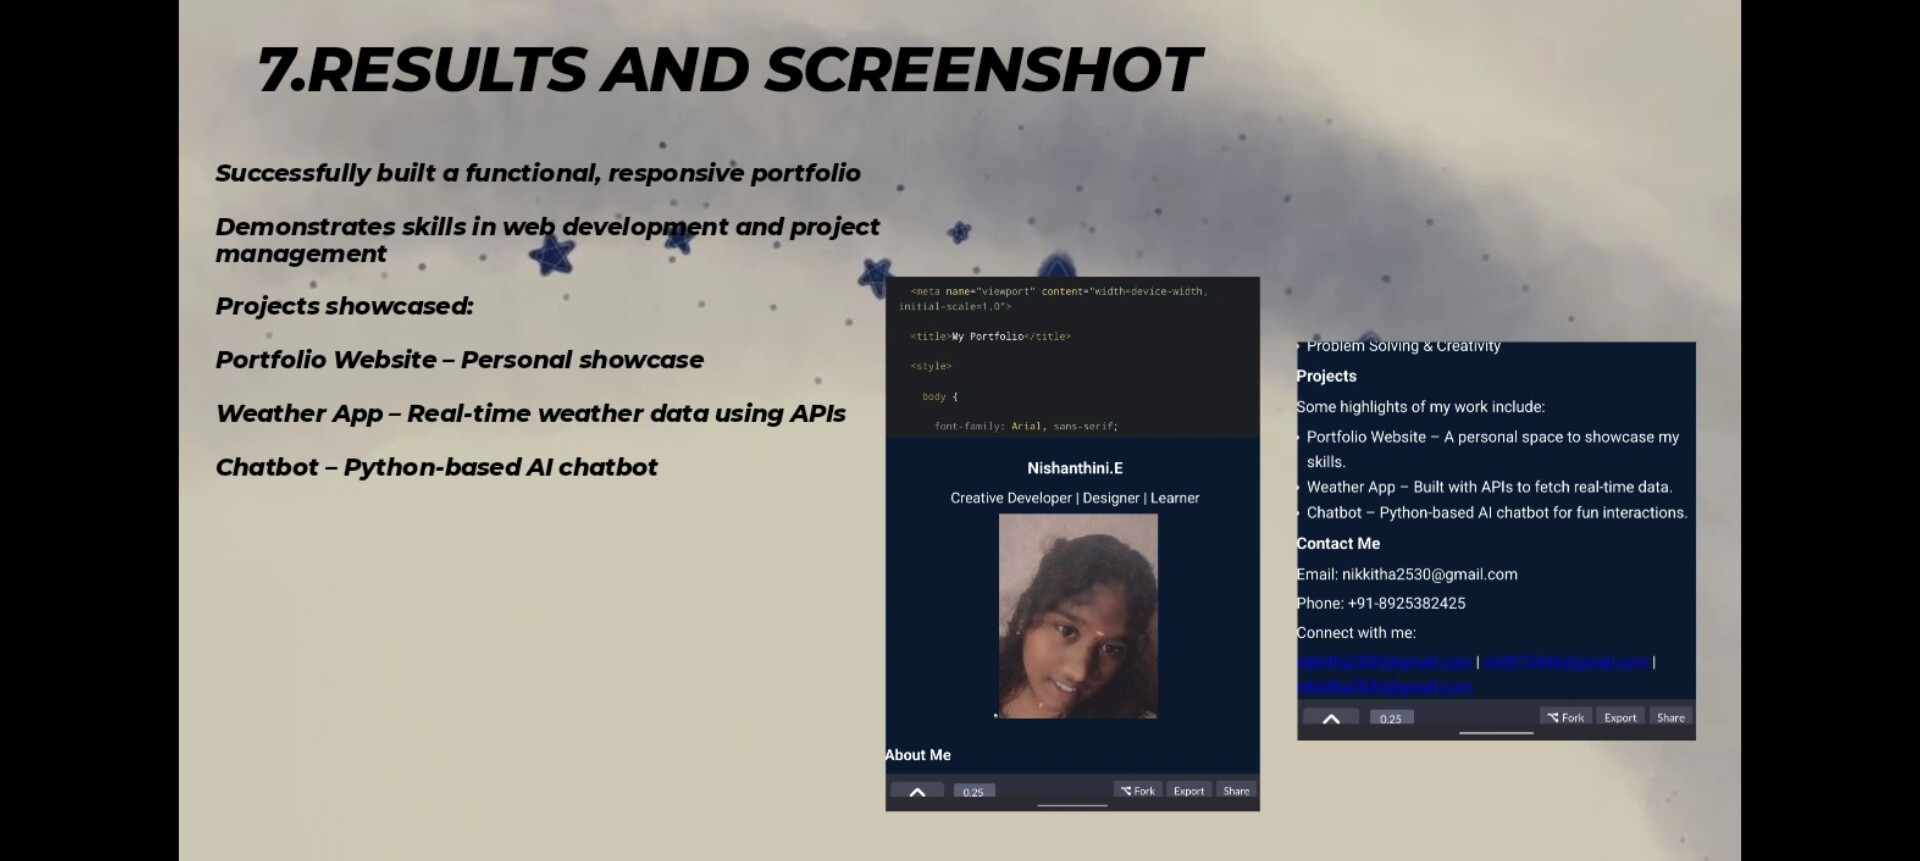 7.RESULTS AND SCREENSHOT
Successfully built a functional, responsive portfolio
Demonstrates skills in web development and project
management
Projects showcased:
Portfolio Website – Personal showcase
Weather App – Real-time weather data using APIs
Chatbot – Python-based AI chatbot
<meta name="viewport" content="width=device-width,
initial-scale=1.0">
<title>My Portfolio</title>
<style>
body {
font-family: Arial, sans-serif;
Nishanthini.E
Creative Developer | Designer | Learner
About Me
0.25
Fork Export Share
Problem Solving & Creativity
Projects
Some highlights of my work include:
Portfolio Website – A personal space to showcase my
skills.
Weather App – Built with APIs to fetch real-time data.
Chatbot – Python-based AI chatbot for fun interactions.
Contact Me
Email: nikkitha2530@gmail.com
Phone: +91-8925382425
Connect with me:
nikkitha2530@gmail.com | |
nikkitha2530@gmail.com
0.25
Fork Export Share